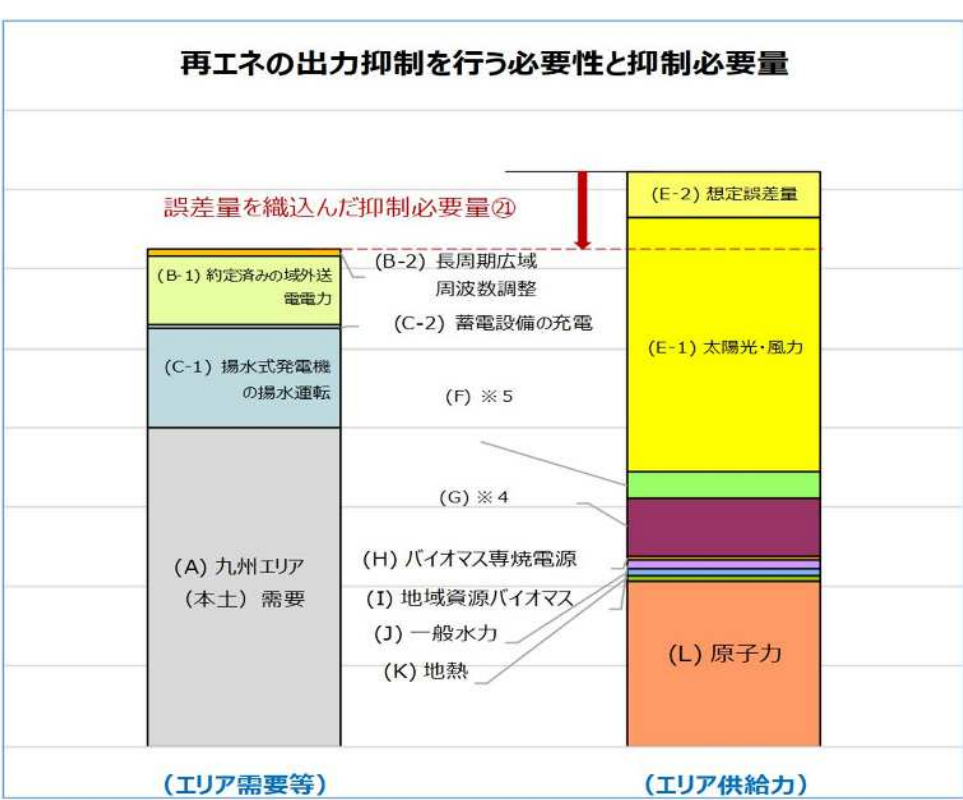 再エネの出力抑制を行う必要性と抑制必要量
誤差量を織込んだ抑制必要量㉑
(E-2) 想定誤差量
(B-2) 長周期広域
周波数調整
(B-1) 約定済みの域外送
電電力
(C-2) 蓄電設備の充電
(E-1) 太陽光・風力
(C-1) 揚水式発電機
の揚水運転
(F) ※5
(G) ※4
(H) バイオマス専焼電源
(A) 九州エリア
(本土) 需要
(I) 地域資源バイオマス
(J) 一般水力
(K) 地熱
(L) 原子力
(エリア需要等)
(エリア供給力)